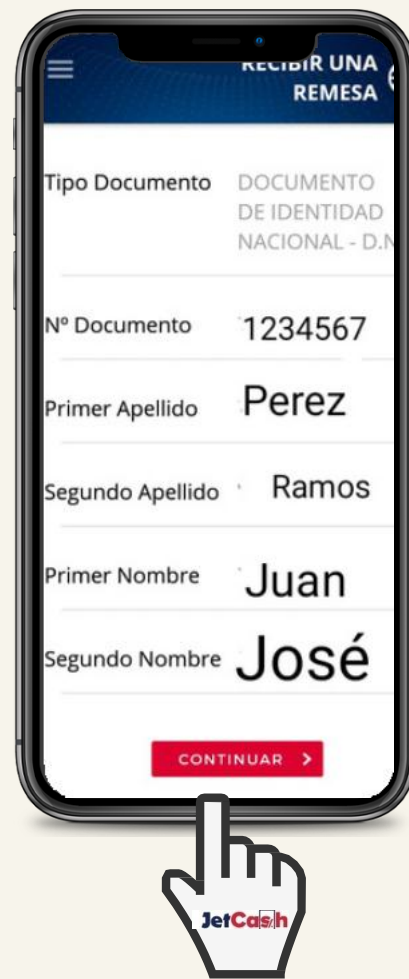 RECIBIR UNA
REMESA
Tipo Documento DOCUMENTO
DE IDENTIDAD
NACIONAL - D.N
Nº Documento 1234567
Primer Apellido Perez
Segundo Apellido Ramos
Primer Nombre Juan
Segundo Nombre José
CONTINUAR >
JetCash